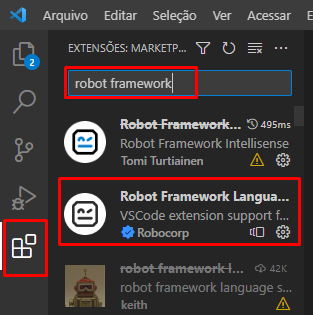 Arquivo Editar Seleção Ver Acessar
EXTENSÕES: MARKETP...
2
robot framework
Robot Framework... 495ms
Robot Framework Intellisense
Tomi Turtiainen
Robot Framework Langua...
VSCode extension support f...
Robocorp
robot framework l... 42K
robot framework language s...
keith